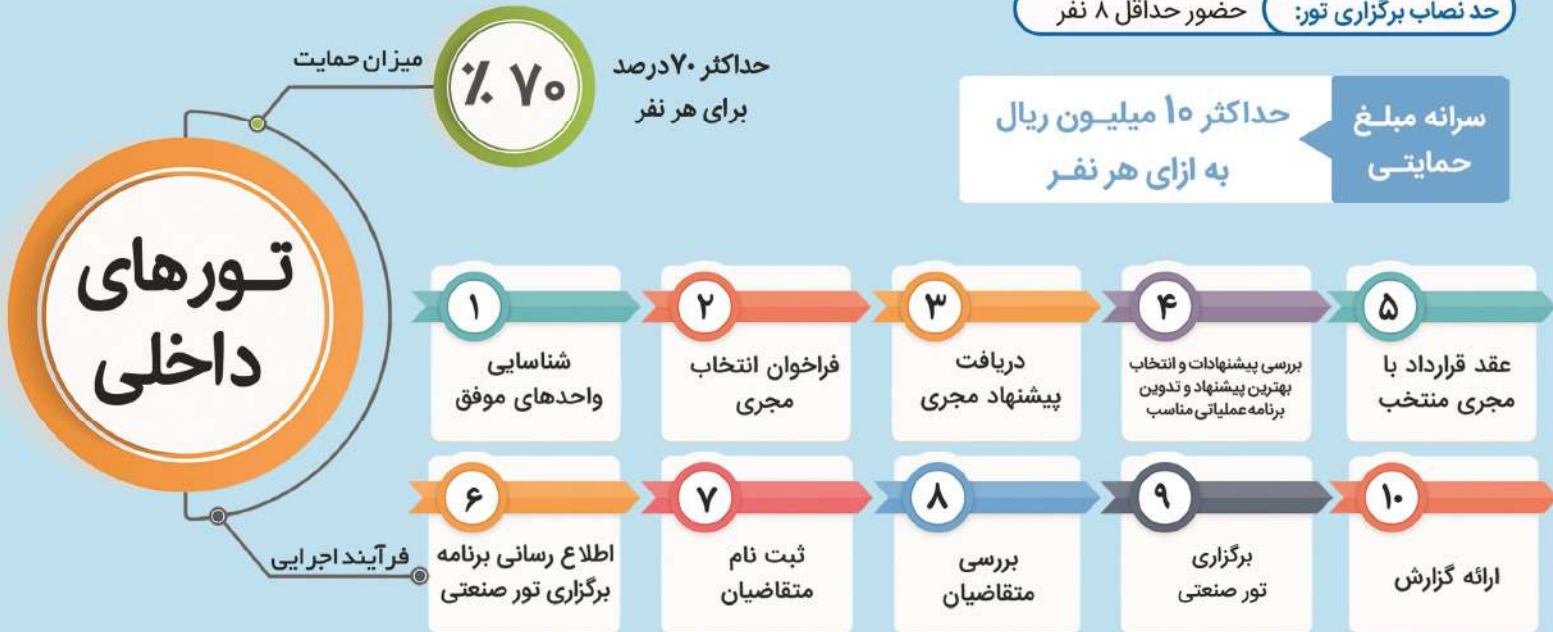 حد نصاب برگزاری تور: حضور حداقل ۸ نفر
میزان حمایت
۷۰ %
حداکثر ۷۰درصد
برای هر نفر
سرانه مبلغ
حمایتی
حداکثر ۱۰ میلیون ریال
به ازای هر نفر
تورهای
داخلی
۱
شناسایی
واحدهای موفق
۲
فراخوان انتخاب
مجری
۳
دریافت
پیشنهاد مجری
۴
بررسی پیشنهادات و انتخاب
بهترین پیشنهاد و تدوین
برنامه عملیاتی مناسب
۵
عقد قرارداد با
مجری منتخب
فرآیند اجرایی
۶
اطلاع رسانی برنامه
برگزاری تور صنعتی
۷
ثبت نام
متقاضیان
۸
بررسی
متقاضیان
۹
برگزاری
تور صنعتی
۱۰
ارائه گزارش